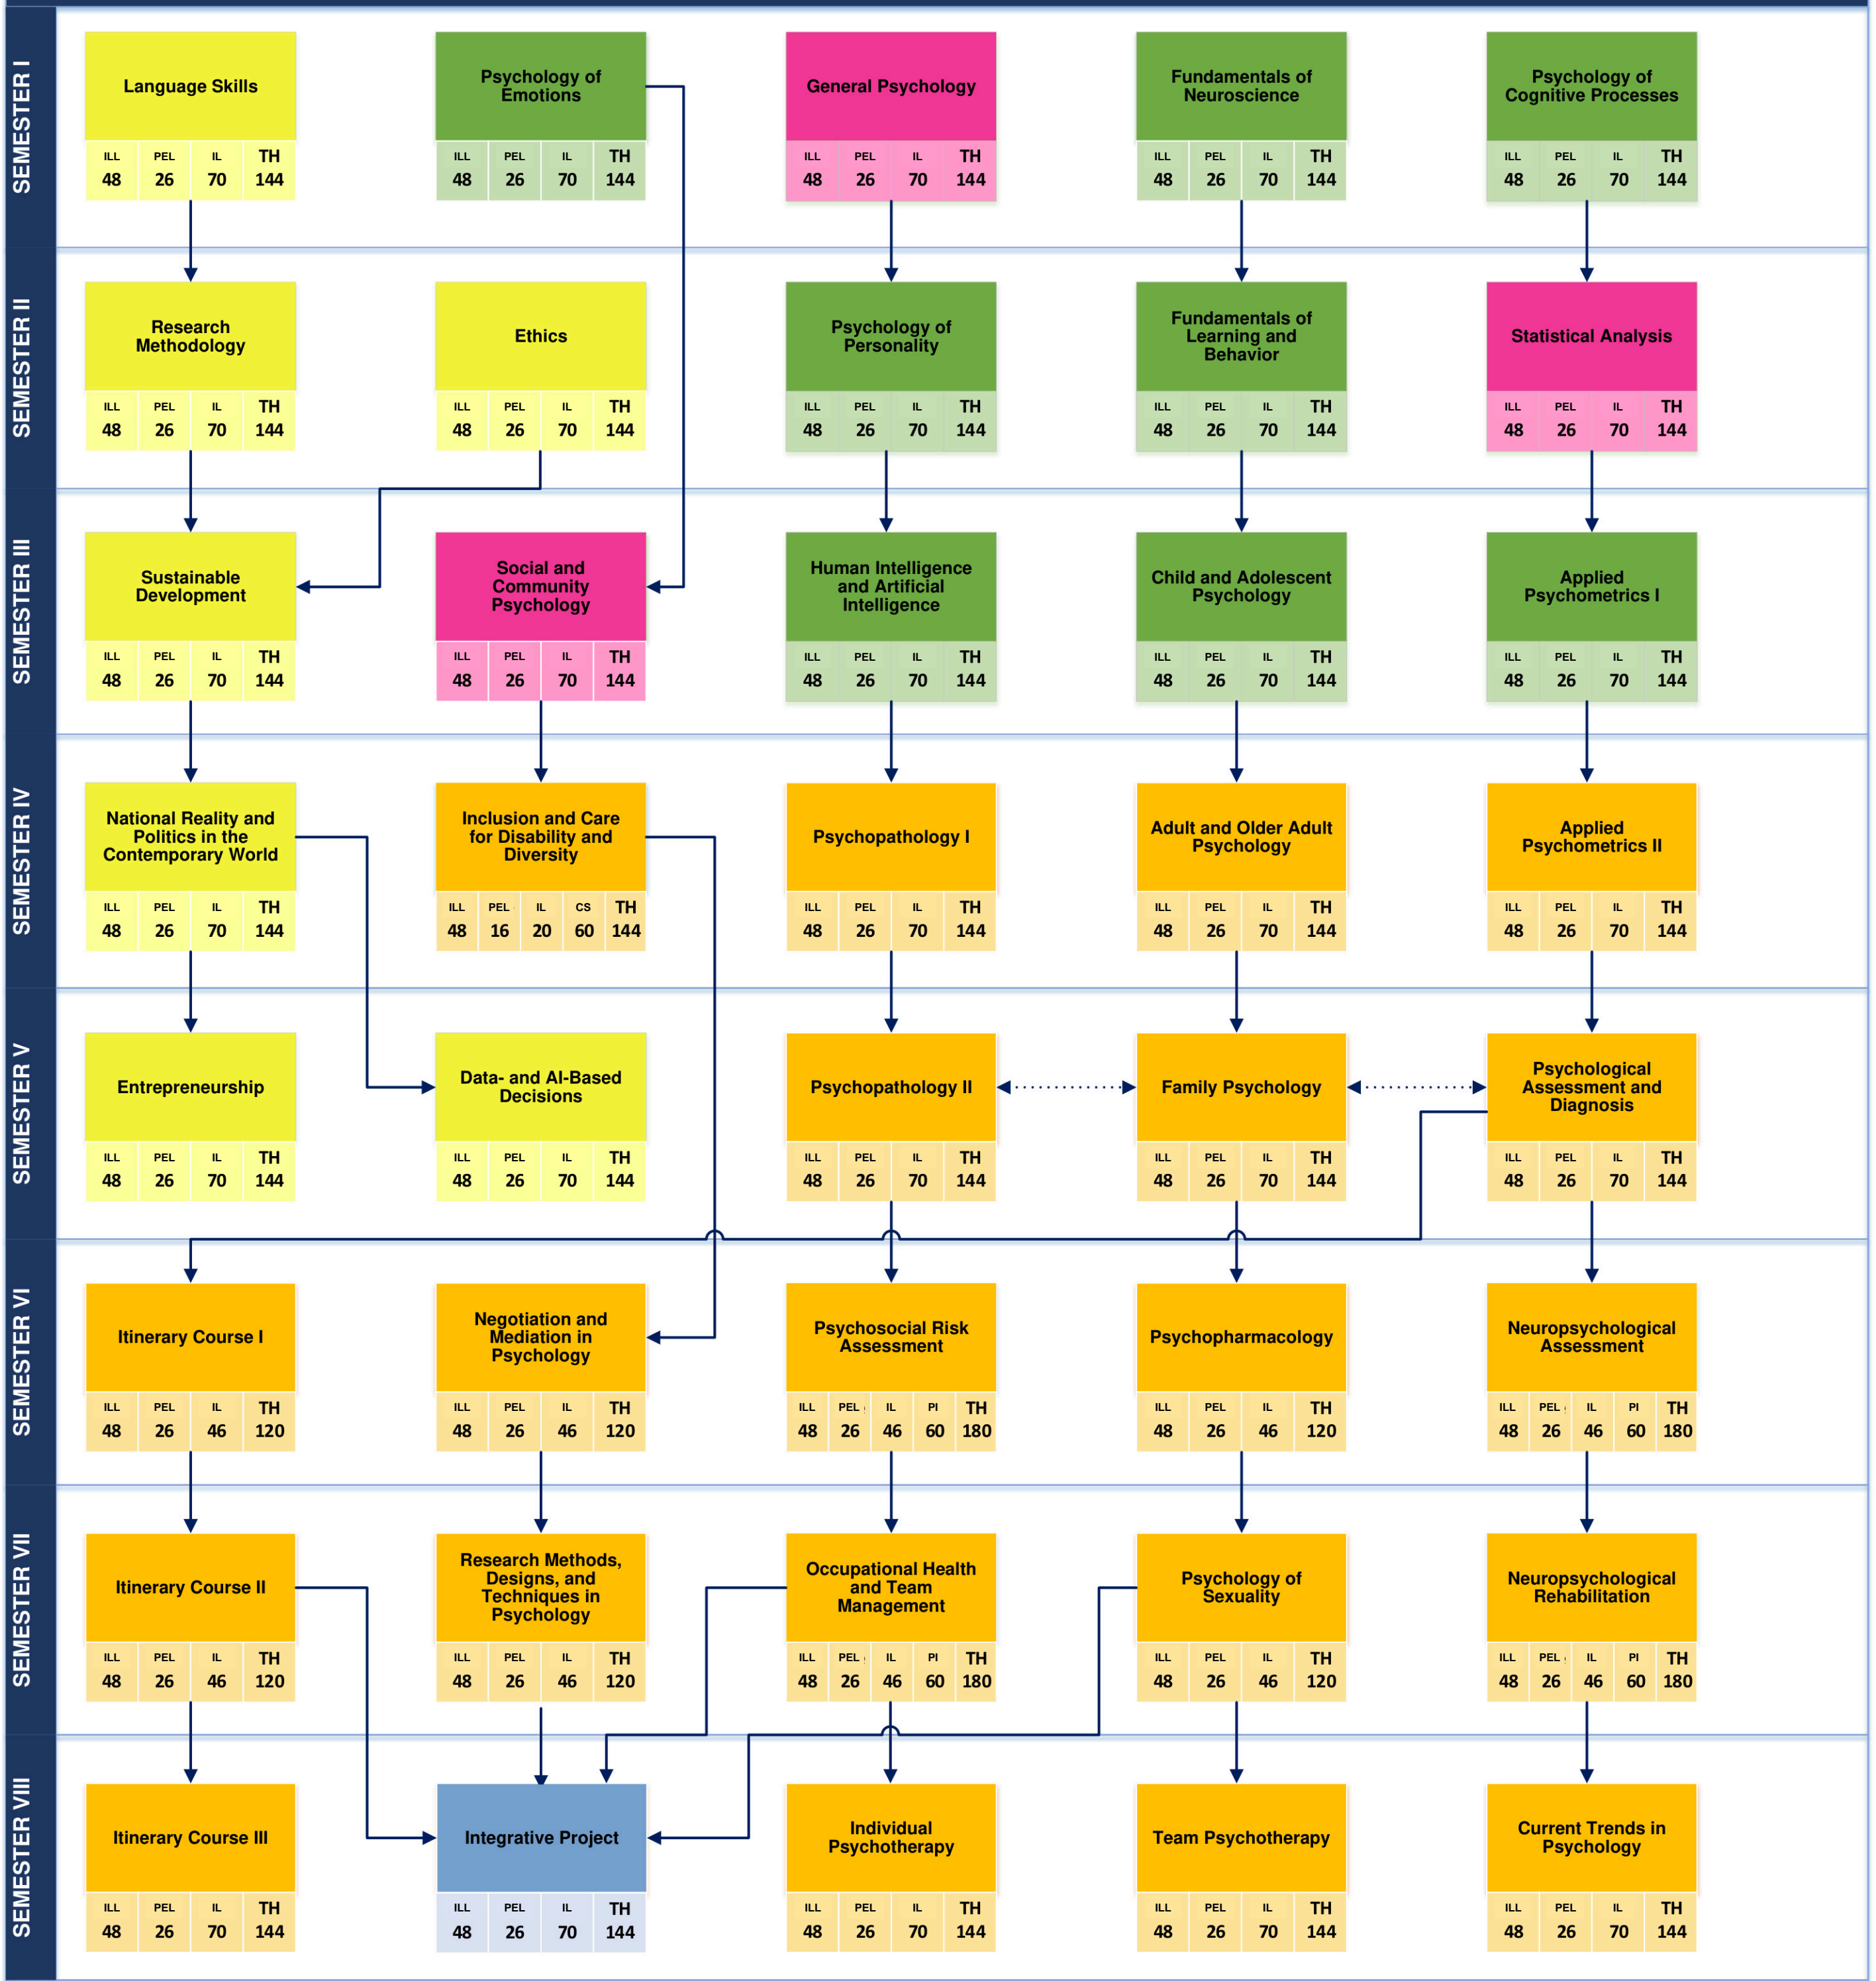 SEMESTER I
Language Skills
ILL PEL IL TH
48 26 70 144
Psychology of
Emotions
ILL PEL IL TH
48 26 70 144
General Psychology
ILL PEL IL TH
48 26 70 144
Fundamentals of
Neuroscience
ILL PEL IL TH
48 26 70 144
Psychology of
Cognitive Processes
ILL PEL IL TH
48 26 70 144
SEMESTER II
Research
Methodology
ILL PEL IL TH
48 26 70 144
Ethics
ILL PEL IL TH
48 26 70 144
Psychology of
Personality
ILL PEL IL TH
48 26 70 144
Fundamentals of
Learning and
Behavior
ILL PEL IL TH
48 26 70 144
Statistical Analysis
ILL PEL IL TH
48 26 70 144
SEMESTER III
Sustainable
Development
ILL PEL IL TH
48 26 70 144
Social and
Community
Psychology
ILL PEL IL TH
48 26 70 144
Human Intelligence
and Artificial
Intelligence
ILL PEL IL TH
48 26 70 144
Child and Adolescent
Psychology
ILL PEL IL TH
48 26 70 144
Applied
Psychometrics I
ILL PEL IL TH
48 26 70 144
SEMESTER IV
National Reality and
Politics in the
Contemporary World
ILL PEL IL TH
48 26 70 144
Inclusion and Care
for Disability and
Diversity
ILL PEL IL CS TH
48 16 20 60 144
Psychopathology I
ILL PEL IL TH
48 26 70 144
Adult and Older Adult
Psychology
ILL PEL IL TH
48 26 70 144
Applied
Psychometrics II
ILL PEL IL TH
48 26 70 144
SEMESTER V
Entrepreneurship
ILL PEL IL TH
48 26 70 144
Data- and AI-Based
Decisions
ILL PEL IL TH
48 26 70 144
Psychopathology II
ILL PEL IL TH
48 26 70 144
Family Psychology
ILL PEL IL TH
48 26 70 144
Psychological
Assessment and
Diagnosis
ILL PEL IL TH
48 26 70 144
SEMESTER VI
Itinerary Course I
ILL PEL IL TH
48 26 46 120
Negotiation and
Mediation in
Psychology
ILL PEL IL TH
48 26 46 120
Psychosocial Risk
Assessment
ILL PEL IL PI TH
48 26 46 60 180
Psychopharmacology
ILL PEL IL TH
48 26 46 120
Neuropsychological
Assessment
ILL PEL IL PI TH
48 26 46 60 180
SEMESTER VII
Itinerary Course II
ILL PEL IL TH
48 26 46 120
Research Methods,
Designs, and
Techniques in
Psychology
ILL PEL IL TH
48 26 46 120
Occupational Health
and Team
Management
ILL PEL IL PI TH
48 26 46 60 180
Psychology of
Sexuality
ILL PEL IL TH
48 26 46 120
Neuropsychological
Rehabilitation
ILL PEL IL PI TH
48 26 46 60 180
SEMESTER VIII
Itinerary Course III
ILL PEL IL TH
48 26 70 144
Integrative Project
ILL PEL IL TH
48 26 70 144
Individual
Psychotherapy
ILL PEL IL TH
48 26 70 144
Team Psychotherapy
ILL PEL IL TH
48 26 70 144
Current Trends in
Psychology
ILL PEL IL TH
48 26 70 144